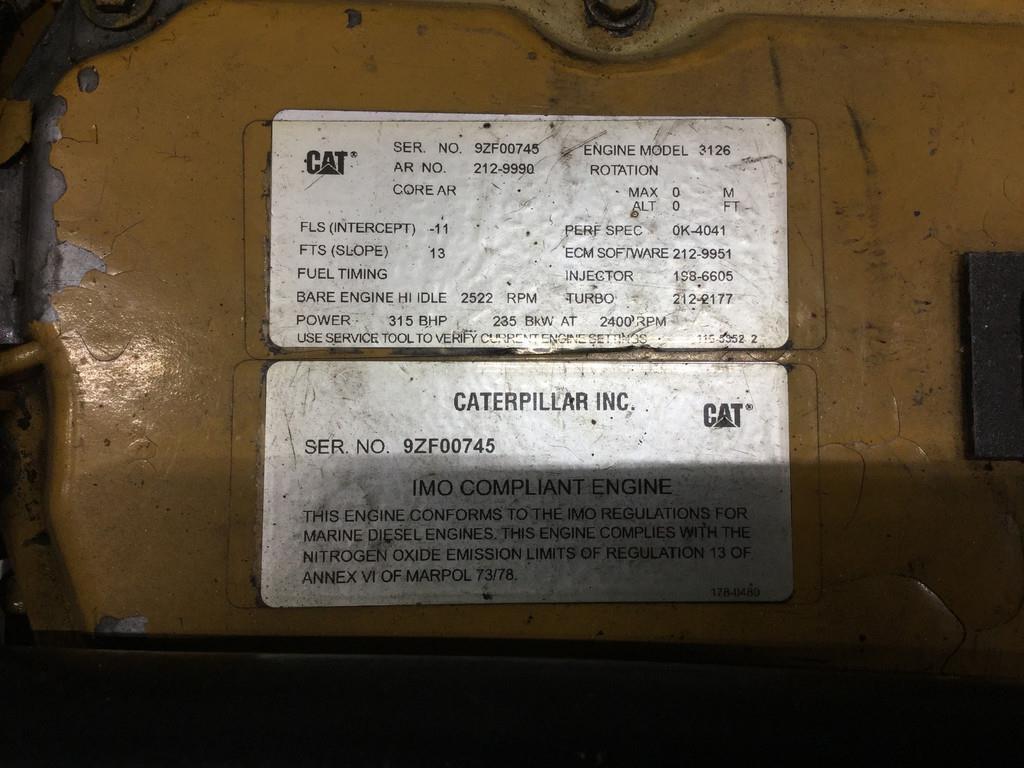 CAT® SER. NO. 9ZF00745 ENGINE MODEL 3126
AR NO. 212-9990 ROTATION
CORE AR MAX 0 M
ALT 0 FT
FLS (INTERCEPT) -11 PERF SPEC 0K-4041
FTS (SLOPE) 13 ECM SOFTWARE 212-9951
FUEL TIMING INJECTOR 198-6605
BARE ENGINE HI IDLE 2522 RPM TURBO 212-2177
POWER 315 BHP 235 BkW AT 2400 RPM
USE SERVICE TOOL TO VERIFY CURRENT ENGINE SETTINGS
CATERPILLAR INC. CAT®
SER. NO. 9ZF00745
IMO COMPLIANT ENGINE
THIS ENGINE CONFORMS TO THE IMO REGULATIONS FOR
MARINE DIESEL ENGINES. THIS ENGINE COMPLIES WITH THE
NITROGEN OXIDE EMISSION LIMITS OF REGULATION 13 OF
ANNEX VI OF MARPOL 73/78.
178-0480